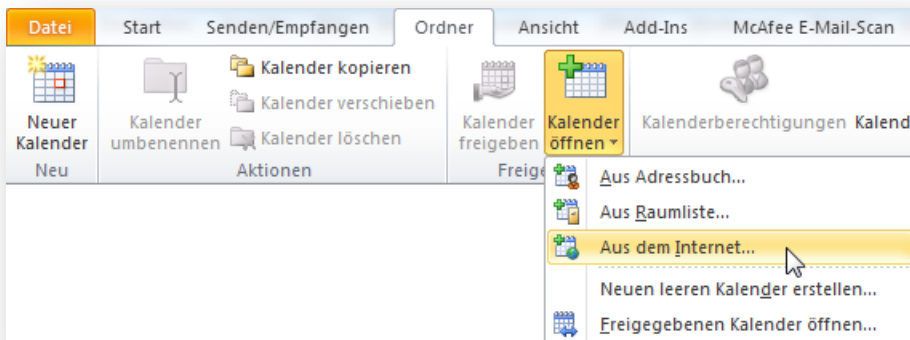 Datei Start Senden/Empfangen Ordner Ansicht Add-Ins McAfee E-Mail-Scan
Neuer
Kalender
Kalender
umbenennen
Kalender kopieren
Kalender verschieben
Kalender löschen
Kalender
freigeben
Kalender
öffnen
Kalenderberechtigungen
Neu Aktionen
Aus Adressbuch...
Aus Raumliste...
Aus dem Internet...
Neuen leeren Kalender erstellen...
Freigegebenen Kalender öffnen...